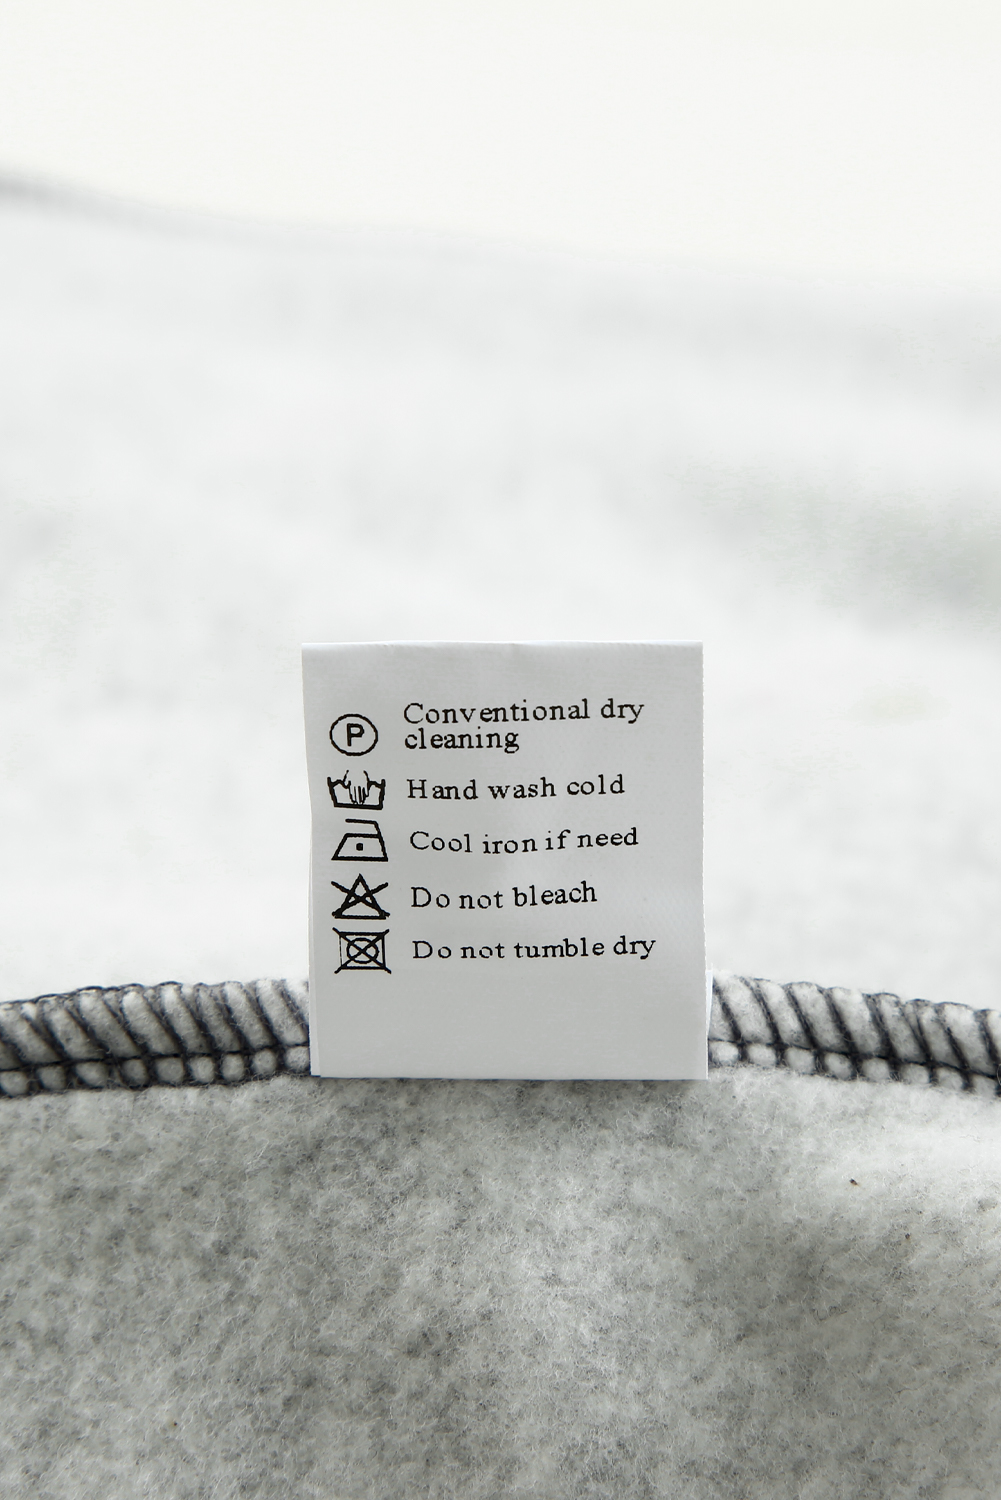 Conventional dry
cleaning
P
Hand wash cold
Cool iron if need
Do not bleach
Do not tumble dry